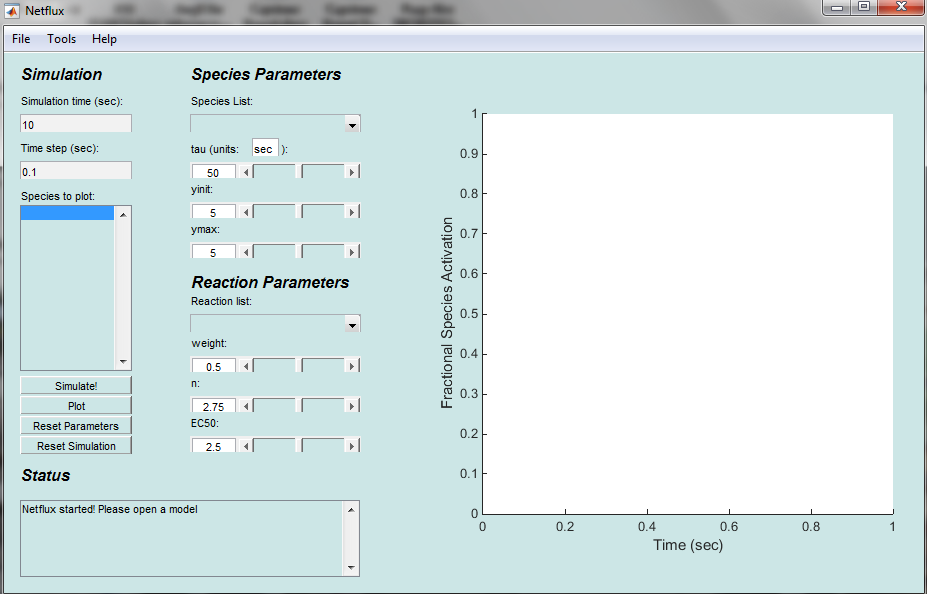 Netflux
File Tools Help
Simulation
Simulation time (sec):
10
Time step (sec):
0.1
Species to plot:
Simulate!
Plot
Reset Parameters
Reset Simulation
Status
Netflux started! Please open a model
Species Parameters
Species List:
tau (units: sec ):
50
yinit:
5
ymax:
5
Reaction Parameters
Reaction list:
weight:
0.5
n:
2.75
EC50:
2.5
Fractional Species Activation
1
0.9
0.8
0.7
0.6
0.5
0.4
0.3
0.2
0.1
0
0 0.2 0.4 0.6 0.8 1
Time (sec)